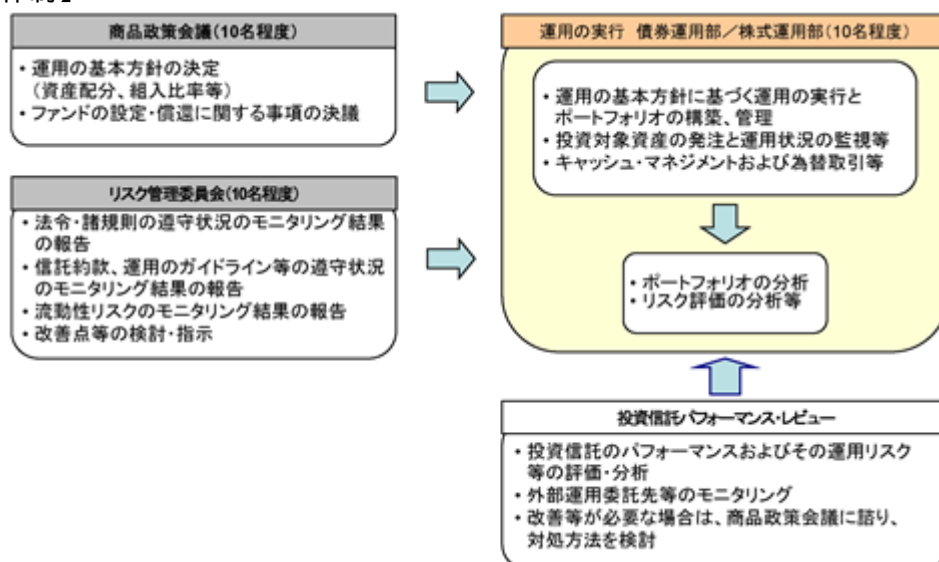 商品政策会議(10名程度)
・運用の基本方針の決定
(資産配分、組入比率等)
・ファンドの設定・償還に関する事項の決議
リスク管理委員会(10名程度)
・法令・諸規則の遵守状況のモニタリング結果
の報告
・信託約款、運用のガイドライン等の遵守状況
のモニタリング結果の報告
・流動性リスクのモニタリング結果の報告
・改善点等の検討・指示
運用の実行 債券運用部/株式運用部(10名程度)
・運用の基本方針に基づく運用の実行と
ポートフォリオの構築、管理
・投資対象資産の発注と運用状況の監視等
・キャッシュ・マネジメントおよび為替取引等
・ポートフォリオの分析
・リスク評価の分析等
投資信託パフォーマンス・レビュー
・投資信託のパフォーマンスおよびその運用リスク
等の評価・分析
・外部運用委託先等のモニタリング
・改善等が必要な場合は、商品政策会議に諮り、
対処方法を検討